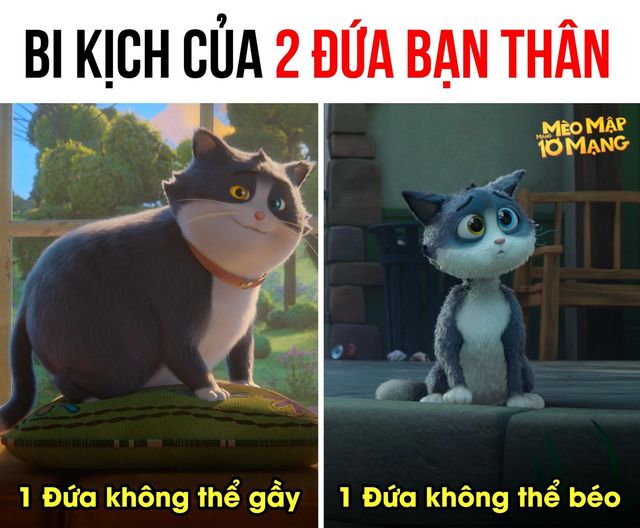 BI KỊCH CỦA 2 ĐỨA BẠN THÂN
MÈO MẬP
MANG
10 MẠNG
1 Đứa không thể gầy
1 Đứa không thể béo